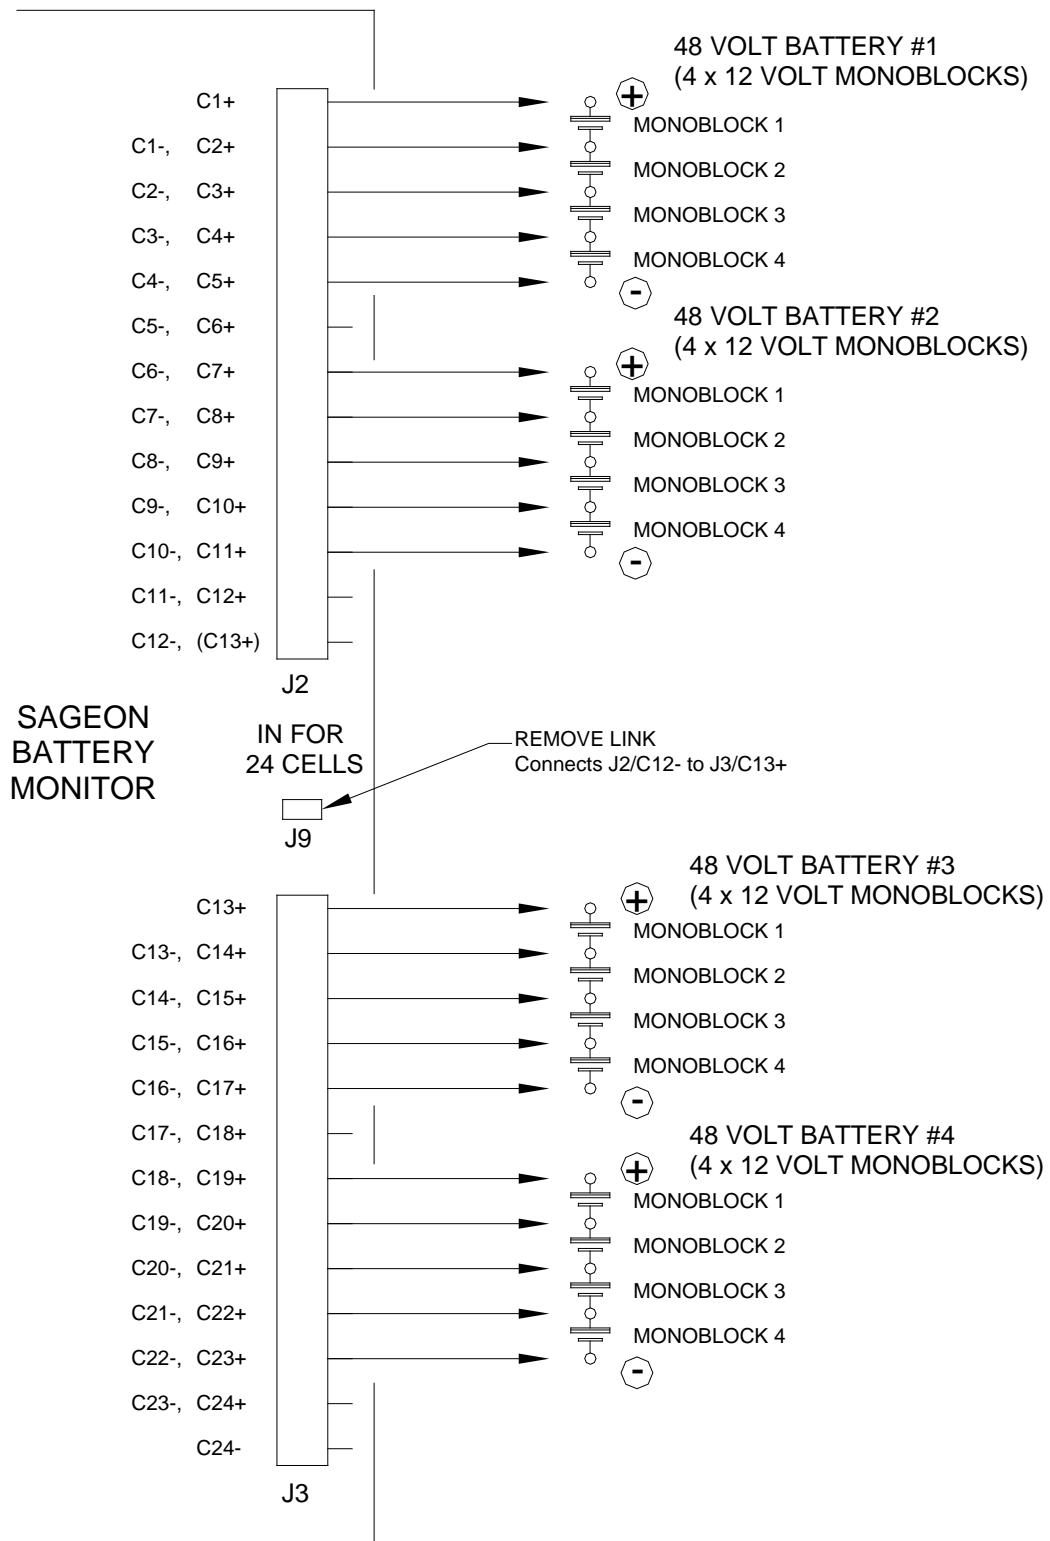 48 VOLT BATTERY #1
(4 x 12 VOLT MONOBLOCKS)
C1+
+
MONOBLOCK 1
C1-, C2+
MONOBLOCK 2
C2-, C3+
MONOBLOCK 3
C3-, C4+
MONOBLOCK 4
C4-, C5+
-
48 VOLT BATTERY #2
(4 x 12 VOLT MONOBLOCKS)
C5-, C6+
+
C6-, C7+
MONOBLOCK 1
C7-, C8+
MONOBLOCK 2
C8-, C9+
MONOBLOCK 3
C9-, C10+
MONOBLOCK 4
C10-, C11+
-
C11-, C12+
C12-, (C13+)
J2
SAGEON
BATTERY
MONITOR
IN FOR
24 CELLS
REMOVE LINK
Connects J2/C12- to J3/C13+
J9
48 VOLT BATTERY #3
(4 x 12 VOLT MONOBLOCKS)
C13+
+
MONOBLOCK 1
C13-, C14+
MONOBLOCK 2
C14-, C15+
MONOBLOCK 3
C15-, C16+
MONOBLOCK 4
C16-, C17+
-
48 VOLT BATTERY #4
(4 x 12 VOLT MONOBLOCKS)
C17-, C18+
+
C18-, C19+
MONOBLOCK 1
C19-, C20+
MONOBLOCK 2
C20-, C21+
MONOBLOCK 3
C21-, C22+
MONOBLOCK 4
C22-, C23+
-
C23-, C24+
C24-
J3